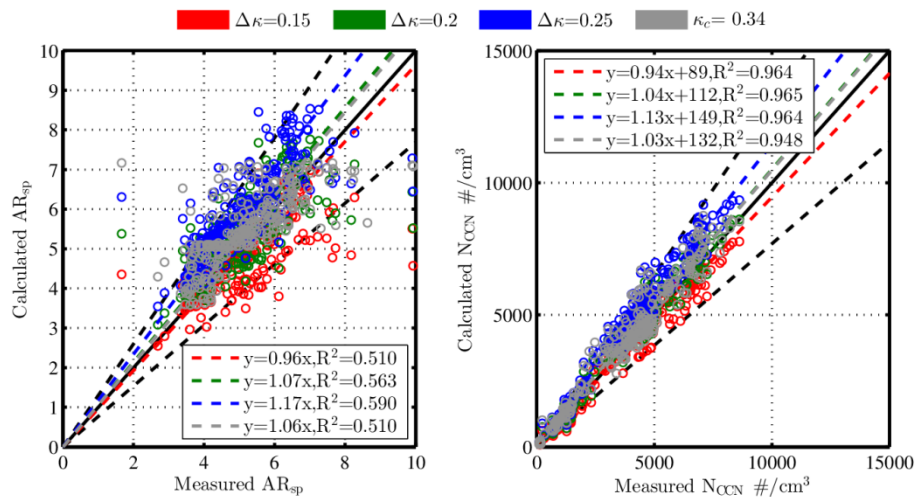 Δκ=0.15 Δκ=0.2 Δκ=0.25 κc= 0.34
10
9
8
7
6
5
4
3
2
1
0
Calculated ARsp
y=0.96x,R²=0.510
y=1.07x,R²=0.563
y=1.17x,R²=0.590
y=1.06x,R²=0.510
0 2 4 6 8 10
Measured ARsp
15000
10000
5000
0
Calculated NCCN #/cm³
y=0.94x+89,R²=0.964
y=1.04x+112,R²=0.965
y=1.13x+149,R²=0.964
y=1.03x+132,R²=0.948
0 5000 10000 15000
Measured NCCN #/cm³